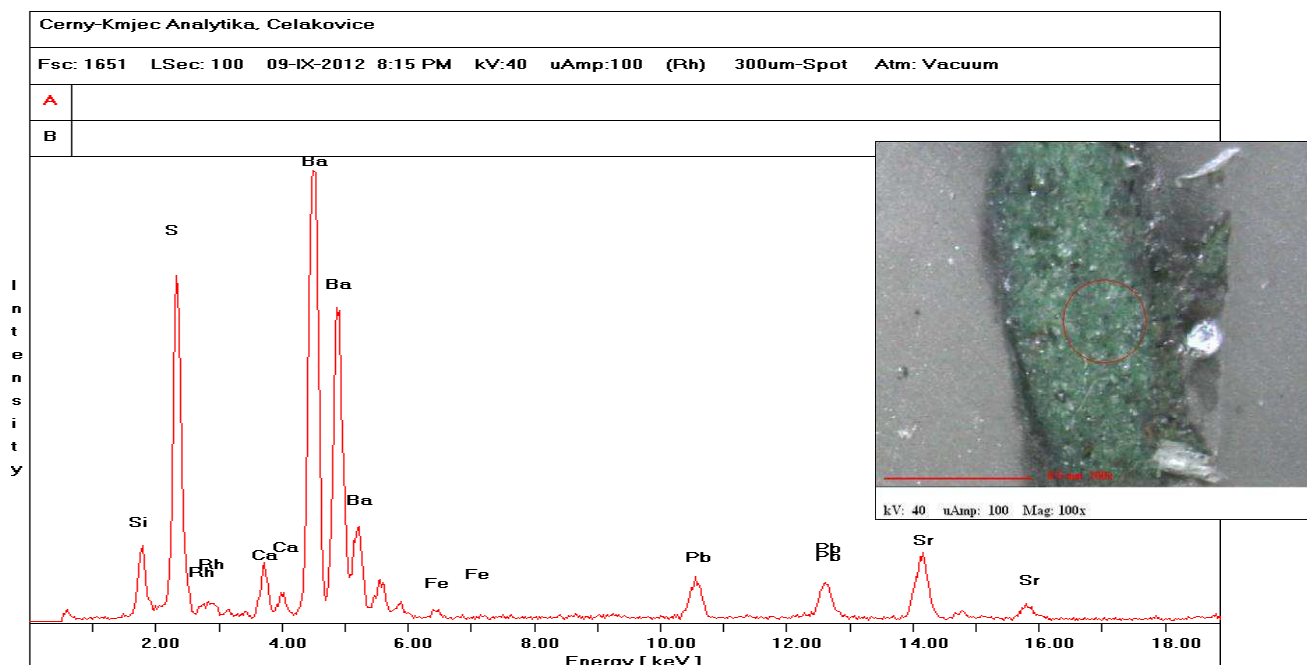 Cerny-Kmjec Analytika, Celakovice
Fsc: 1651 LSec: 100 09-IX-2012 8:15 PM kV:40 uAmp:100 (Rh) 300um-Spot Atm: Vacuum
A
B
Ba
S
Ba
Ba
Si
Ca
Ca
Rh
Rh
Fe
Fe
Pb
Pb
Pb
Sr
Sr
Intensity
kV: 40 uAmp: 100 Mag: 100x
2.00 4.00 6.00 8.00 10.00 12.00 14.00 16.00 18.00
Energy [ keV ]